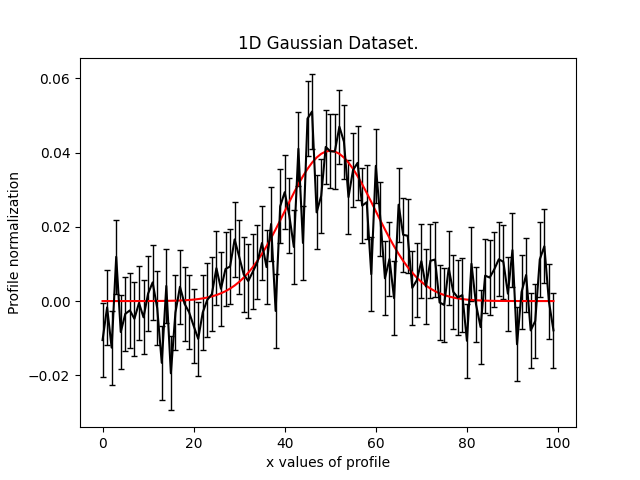 1D Gaussian Dataset.
0.06
0.04
0.02
0.00
−0.02
Profile normalization
0 20 40 60 80 100
x values of profile